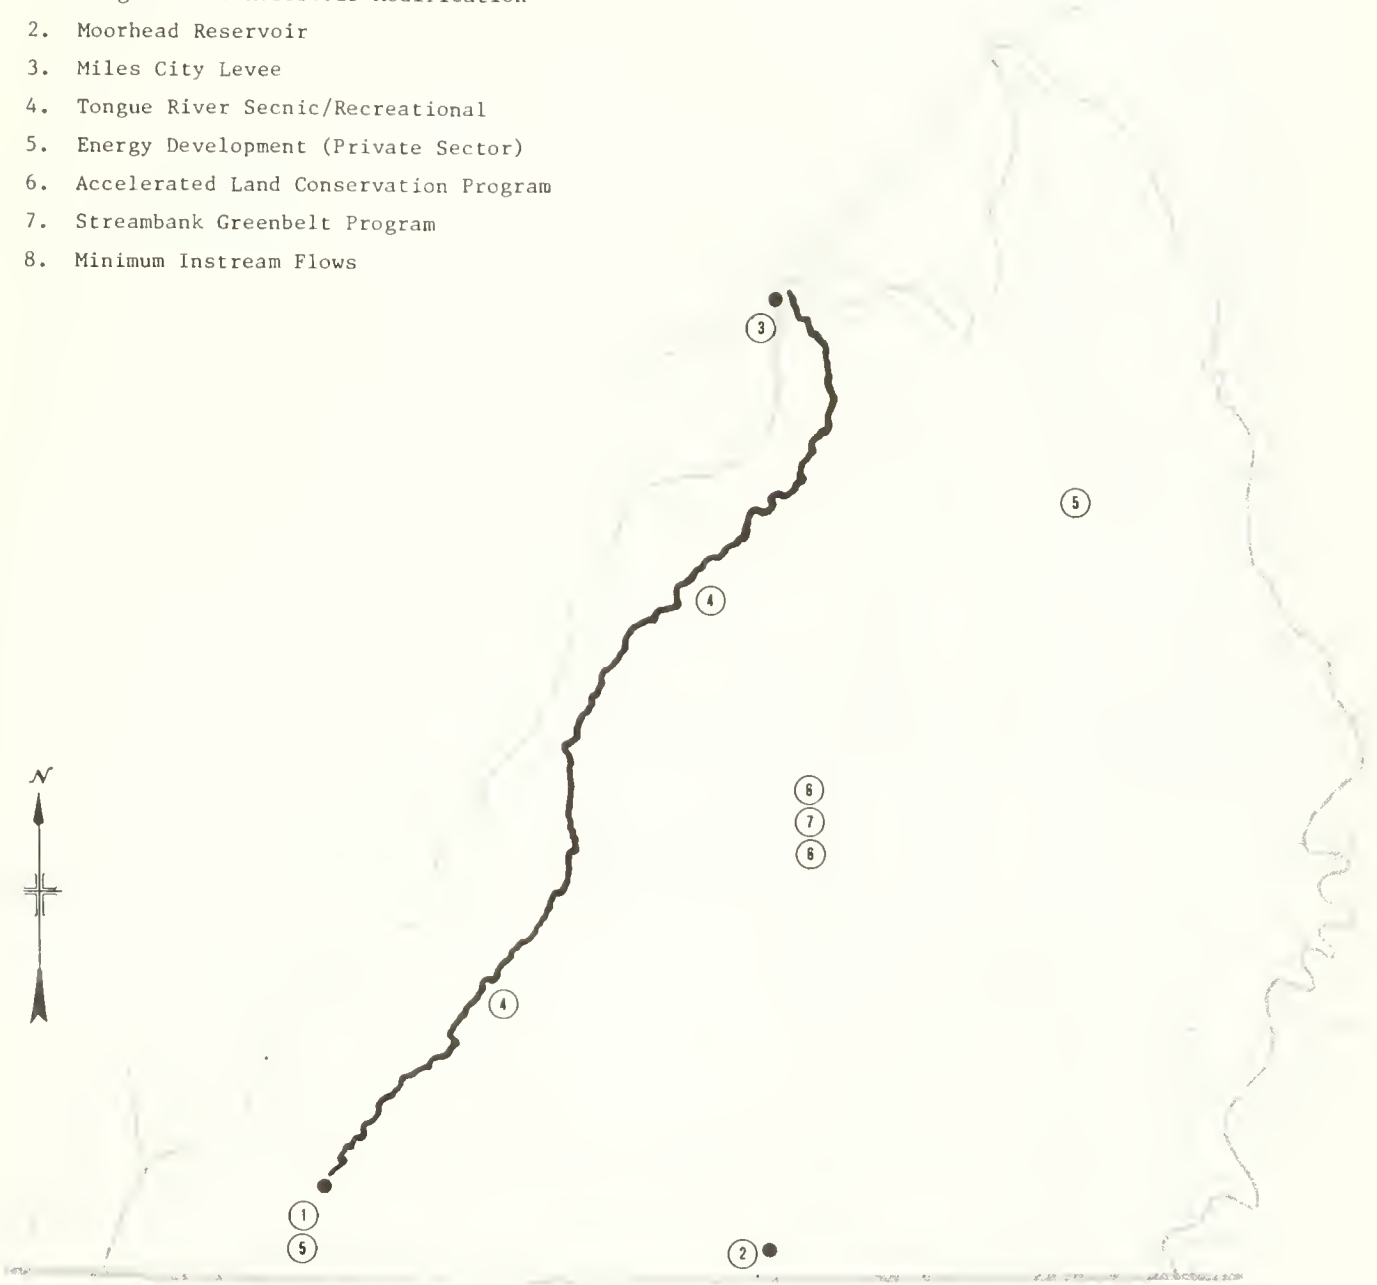 2. Moorhead Reservoir
3. Miles City Levee
4. Tongue River Secnic/Recreational
5. Energy Development (Private Sector)
6. Accelerated Land Conservation Program
7. Streambank Greenbelt Program
8. Minimum Instream Flows
3
5
4
N
6
7
6
4
1
5
2